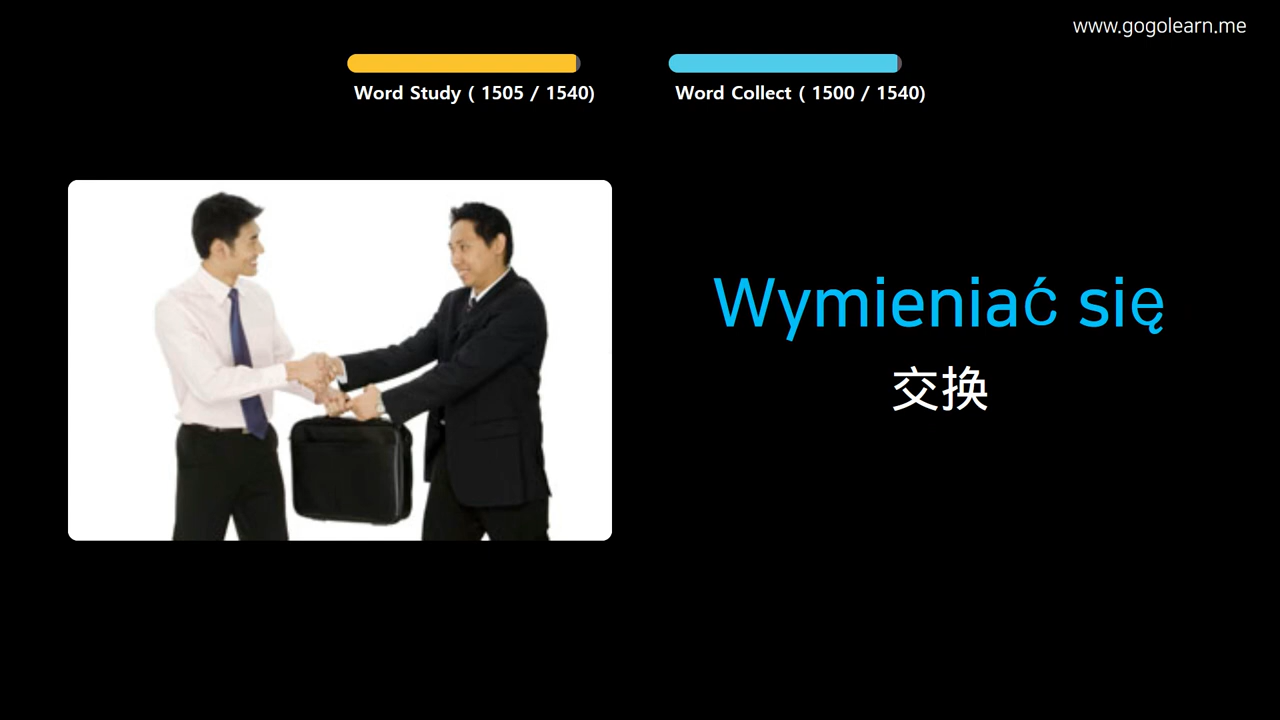 www.gogolearn.me
Word Study ( 1505 / 1540)
Word Collect ( 1500 / 1540)
Wymieniać się
交换